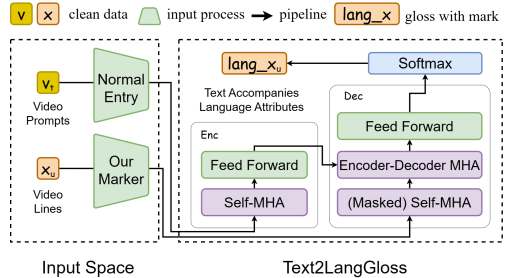 v x clean data input process pipeline lang_x gloss with mark
vₜ
Normal
Entry
Video
Prompts
xᵤ
Our
Marker
Video
Lines
Input Space
lang_xᵤ
Softmax
Text Accompanies
Language Attributes
Enc
Feed Forward
Self-MHA
Dec
Feed Forward
Encoder-Decoder MHA
(Masked) Self-MHA
Text2LangGloss